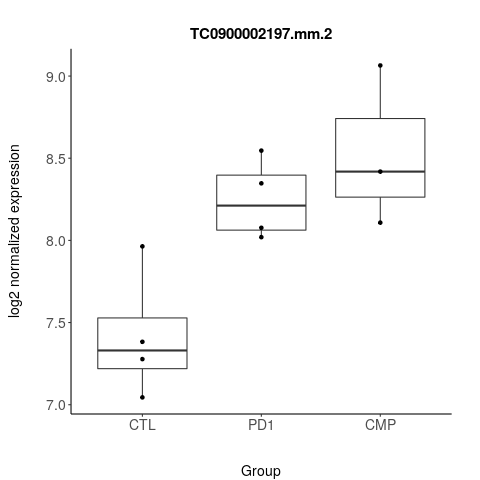 TC0900002197.mm.2
log2 normalized expression
9.0
8.5
8.0
7.5
7.0
CTL PD1 CMP
Group